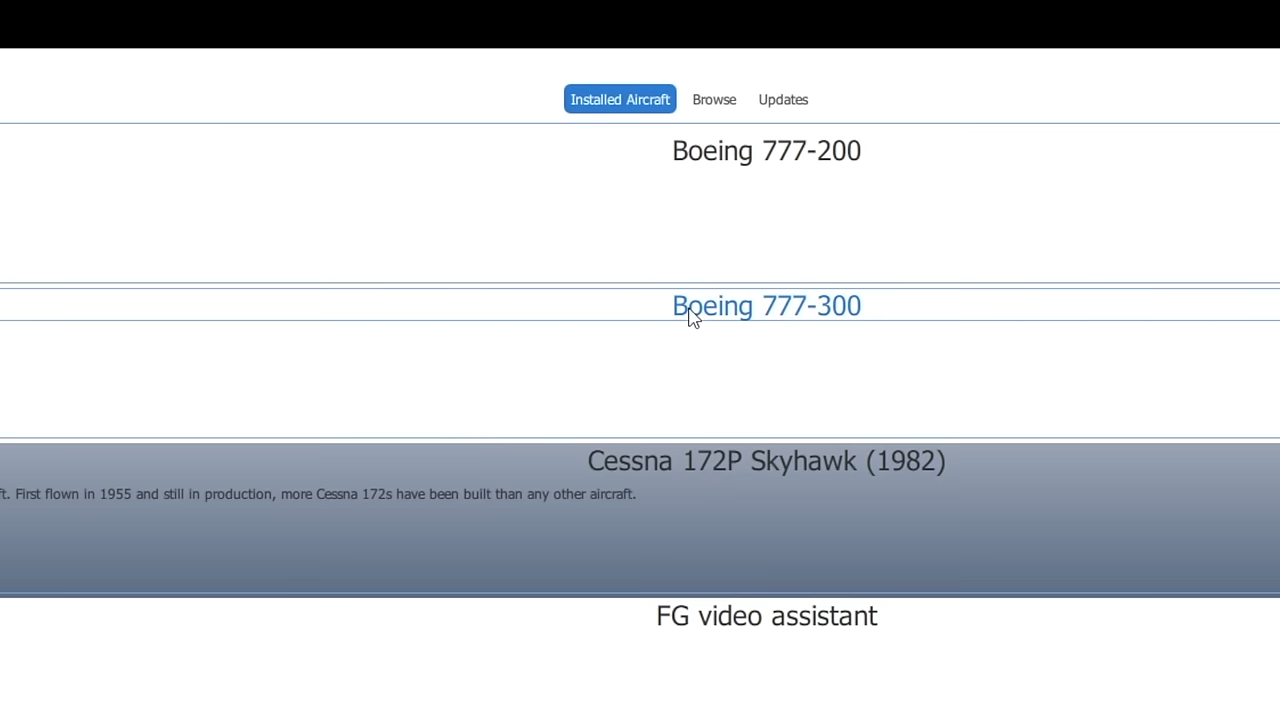 Installed Aircraft Browse Updates
Boeing 777-200
Boeing 777-300
Cessna 172P Skyhawk (1982)
ft. First flown in 1955 and still in production, more Cessna 172s have been built than any other aircraft.
FG video assistant